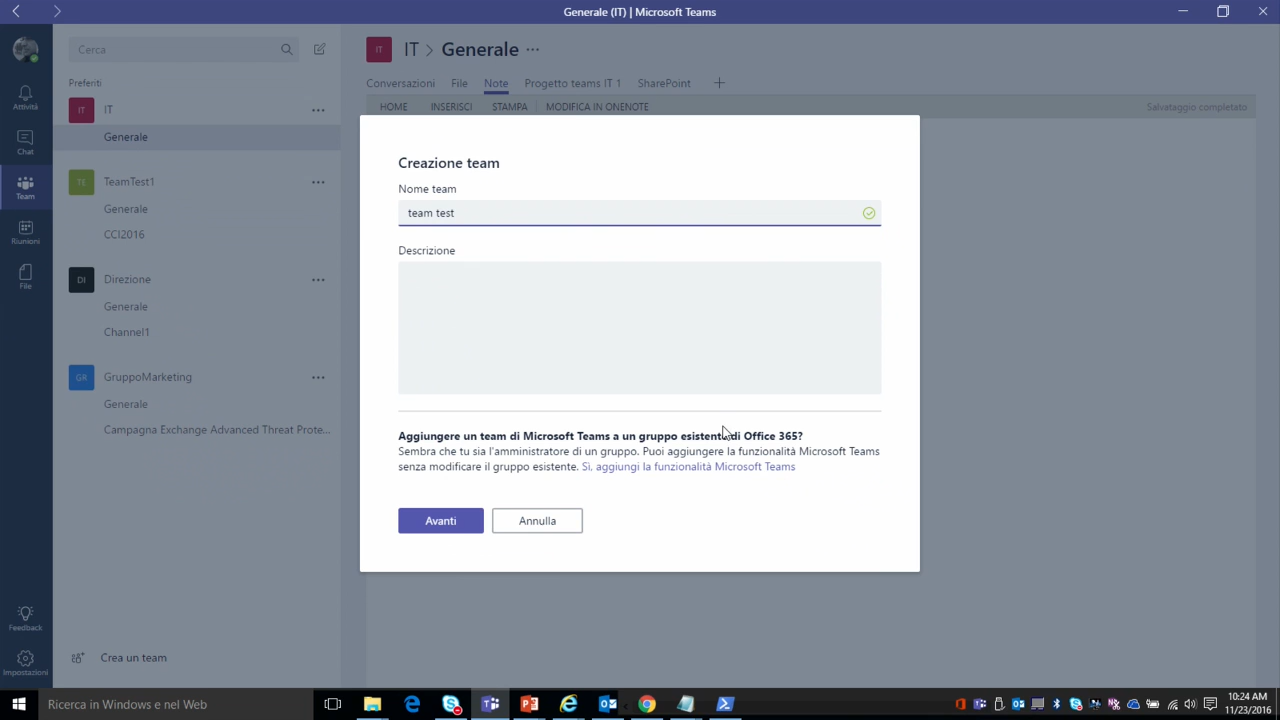 Generale (IT) | Microsoft Teams
Cerca
Preferiti
IT
IT
Generale
TE
TeamTest1
Generale
CCI2016
DI
Direzione
Generale
Channel1
GR
GruppoMarketing
Generale
Campagna Exchange Advanced Threat Prote...
Attività
Chat
Team
Riunioni
File
Feedback
Impostazioni
Crea un team
IT
IT > Generale ...
Conversazioni File Note Progetto teams IT 1 SharePoint +
HOME INSERISCI STAMPA MODIFICA IN ONENOTE Salvataggio completato
Creazione team
Nome team
team test
Descrizione
Aggiungere un team di Microsoft Teams a un gruppo esistente di Office 365?
Sembra che tu sia l'amministratore di un gruppo. Puoi aggiungere la funzionalità Microsoft Teams
senza modificare il gruppo esistente. Sì, aggiungi la funzionalità Microsoft Teams
Avanti Annulla
Ricerca in Windows e nel Web
10:24 AM
11/23/2016